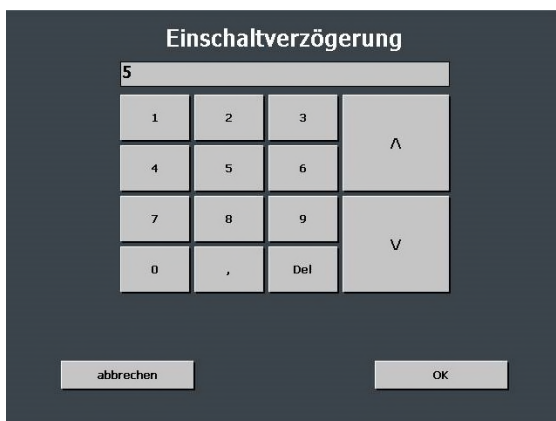 Einschaltverzögerung
5
1 2 3
Λ
4 5 6
7 8 9
V
0 , Del
abbrechen OK